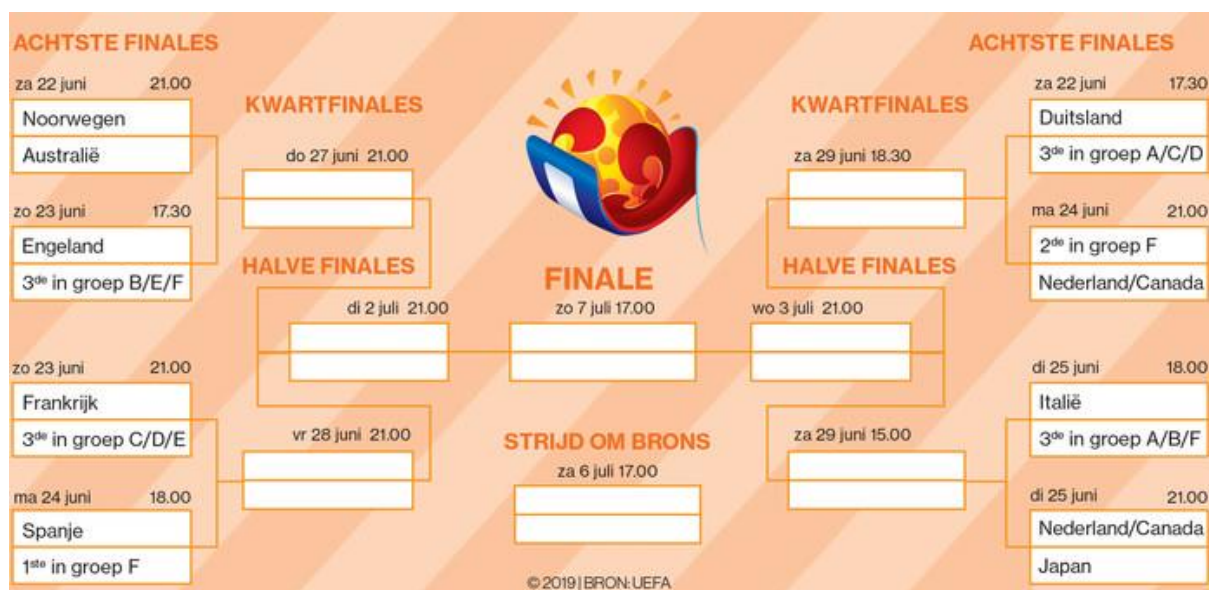 ACHTSTE FINALES
za 22 juni 21.00
Noorwegen
Australië
zo 23 juni 17.30
Engeland
3de in groep B/E/F
zo 23 juni 21.00
Frankrijk
3de in groep C/D/E
ma 24 juni 18.00
Spanje
1ste in groep F
KWARTFINALES
do 27 juni 21.00
HALVE FINALES
di 2 juli 21.00
vr 28 juni 21.00
FINALE
zo 7 juli 17.00
STRIJD OM BRONS
za 6 juli 17.00
© 2019 | BRON: UEFA
KWARTFINALES
za 29 juni 18.30
HALVE FINALES
wo 3 juli 21.00
za 29 juni 15.00
ACHTSTE FINALES
za 22 juni 17.30
Duitsland
3de in groep A/C/D
ma 24 juni 21.00
2de in groep F
Nederland/Canada
di 25 juni 18.00
Italië
3de in groep A/B/F
di 25 juni 21.00
Nederland/Canada
Japan